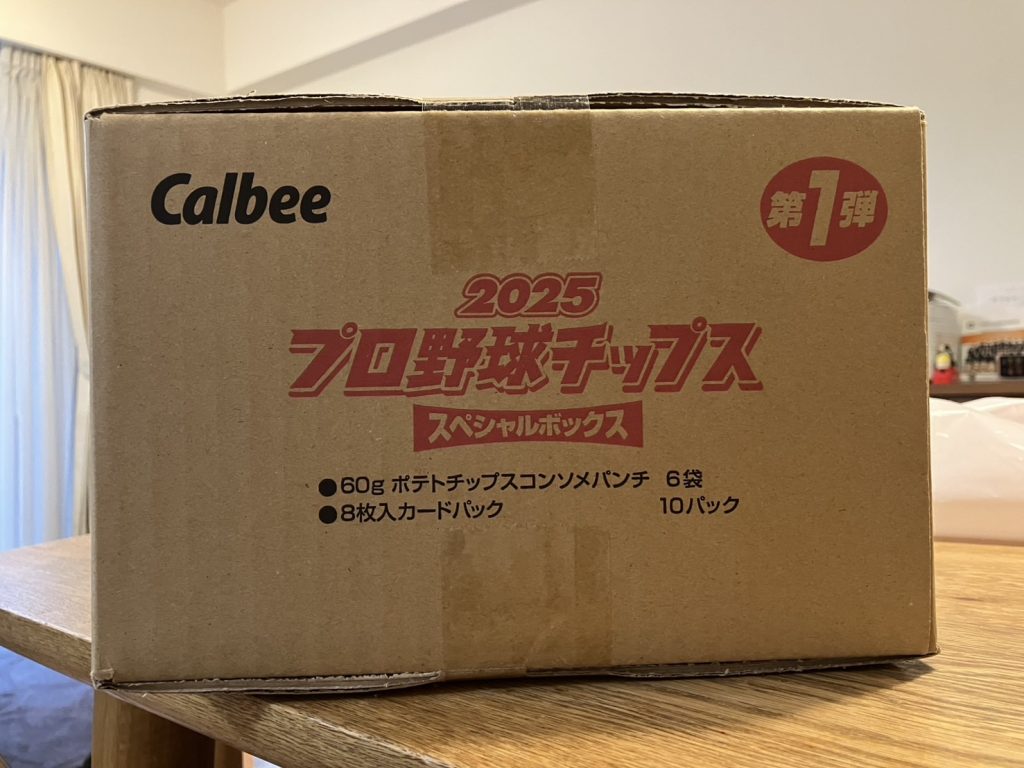 Calbee
第1弾
2025
プロ野球チップス
スペシャルボックス
●60g ポテトチップスコンソメパンチ 6袋
●8枚入カードパック 10パック